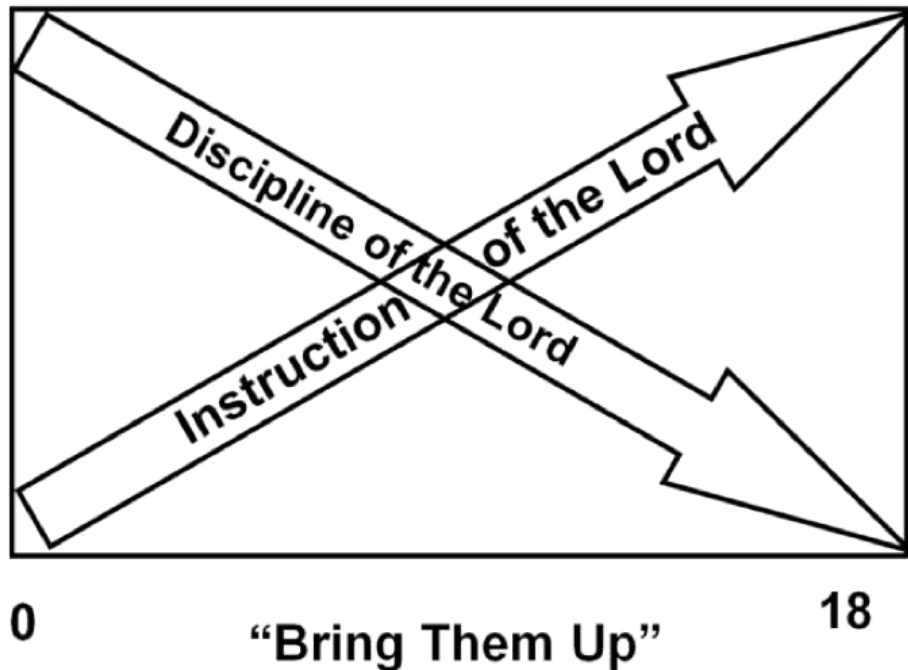 Discipline of the Lord
Instruction of the Lord
0
18
“Bring Them Up”